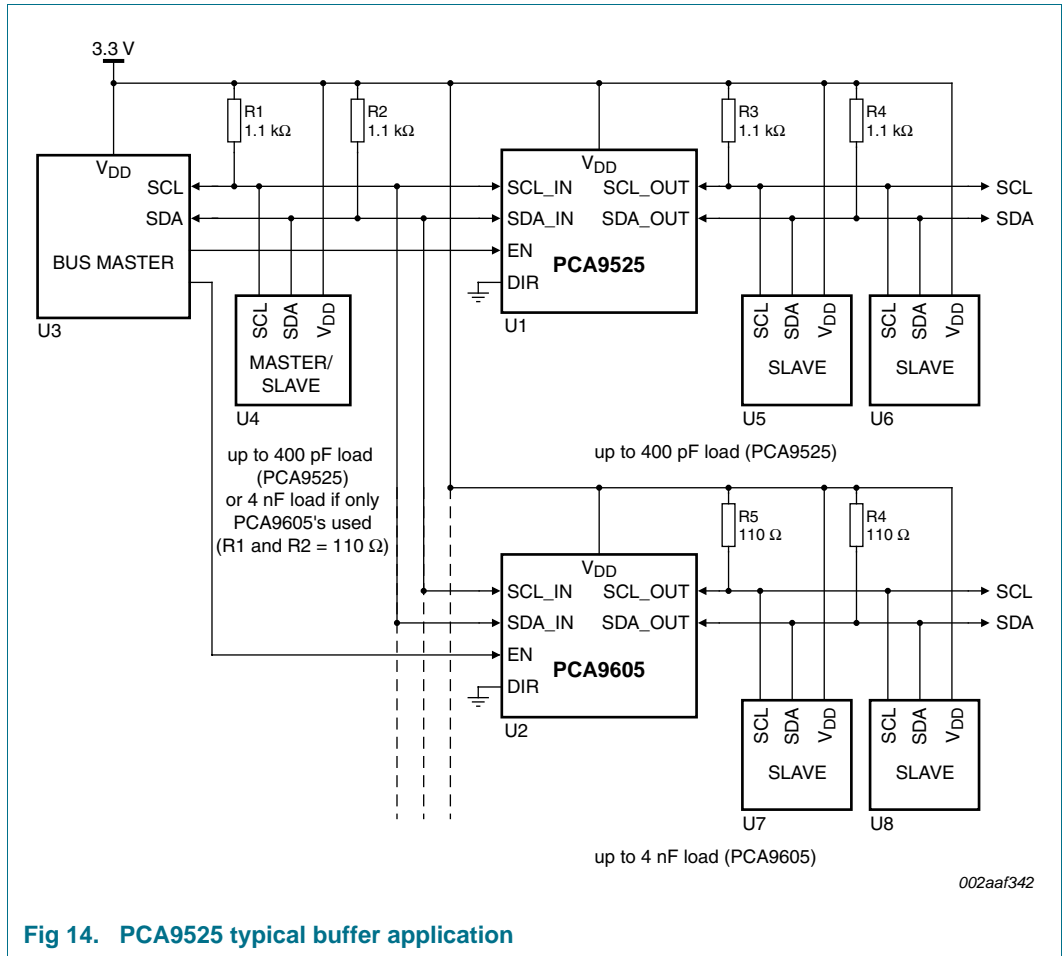 3.3 V
R1
1.1 kΩ
R2
1.1 kΩ
R3
1.1 kΩ
R4
1.1 kΩ
VDD
SCL
SDA
BUS MASTER
U3
VDD
SCL_IN
SCL_OUT
SDA_IN
SDA_OUT
EN
PCA9525
DIR
U1
SCL
SDA
SCL
SDA
VDD
MASTER/
SLAVE
U4
SCL
SDA
VDD
SLAVE
U5
SCL
SDA
VDD
SLAVE
U6
up to 400 pF load
(PCA9525)
or 4 nF load if only
PCA9605's used
(R1 and R2 = 110 Ω)
up to 400 pF load (PCA9525)
R5
110 Ω
R4
110 Ω
VDD
SCL_IN
SCL_OUT
SDA_IN
SDA_OUT
EN
PCA9605
DIR
U2
SCL
SDA
SCL
SDA
VDD
SLAVE
U7
SCL
SDA
VDD
SLAVE
U8
up to 4 nF load (PCA9605)
002aaf342
Fig 14. PCA9525 typical buffer application